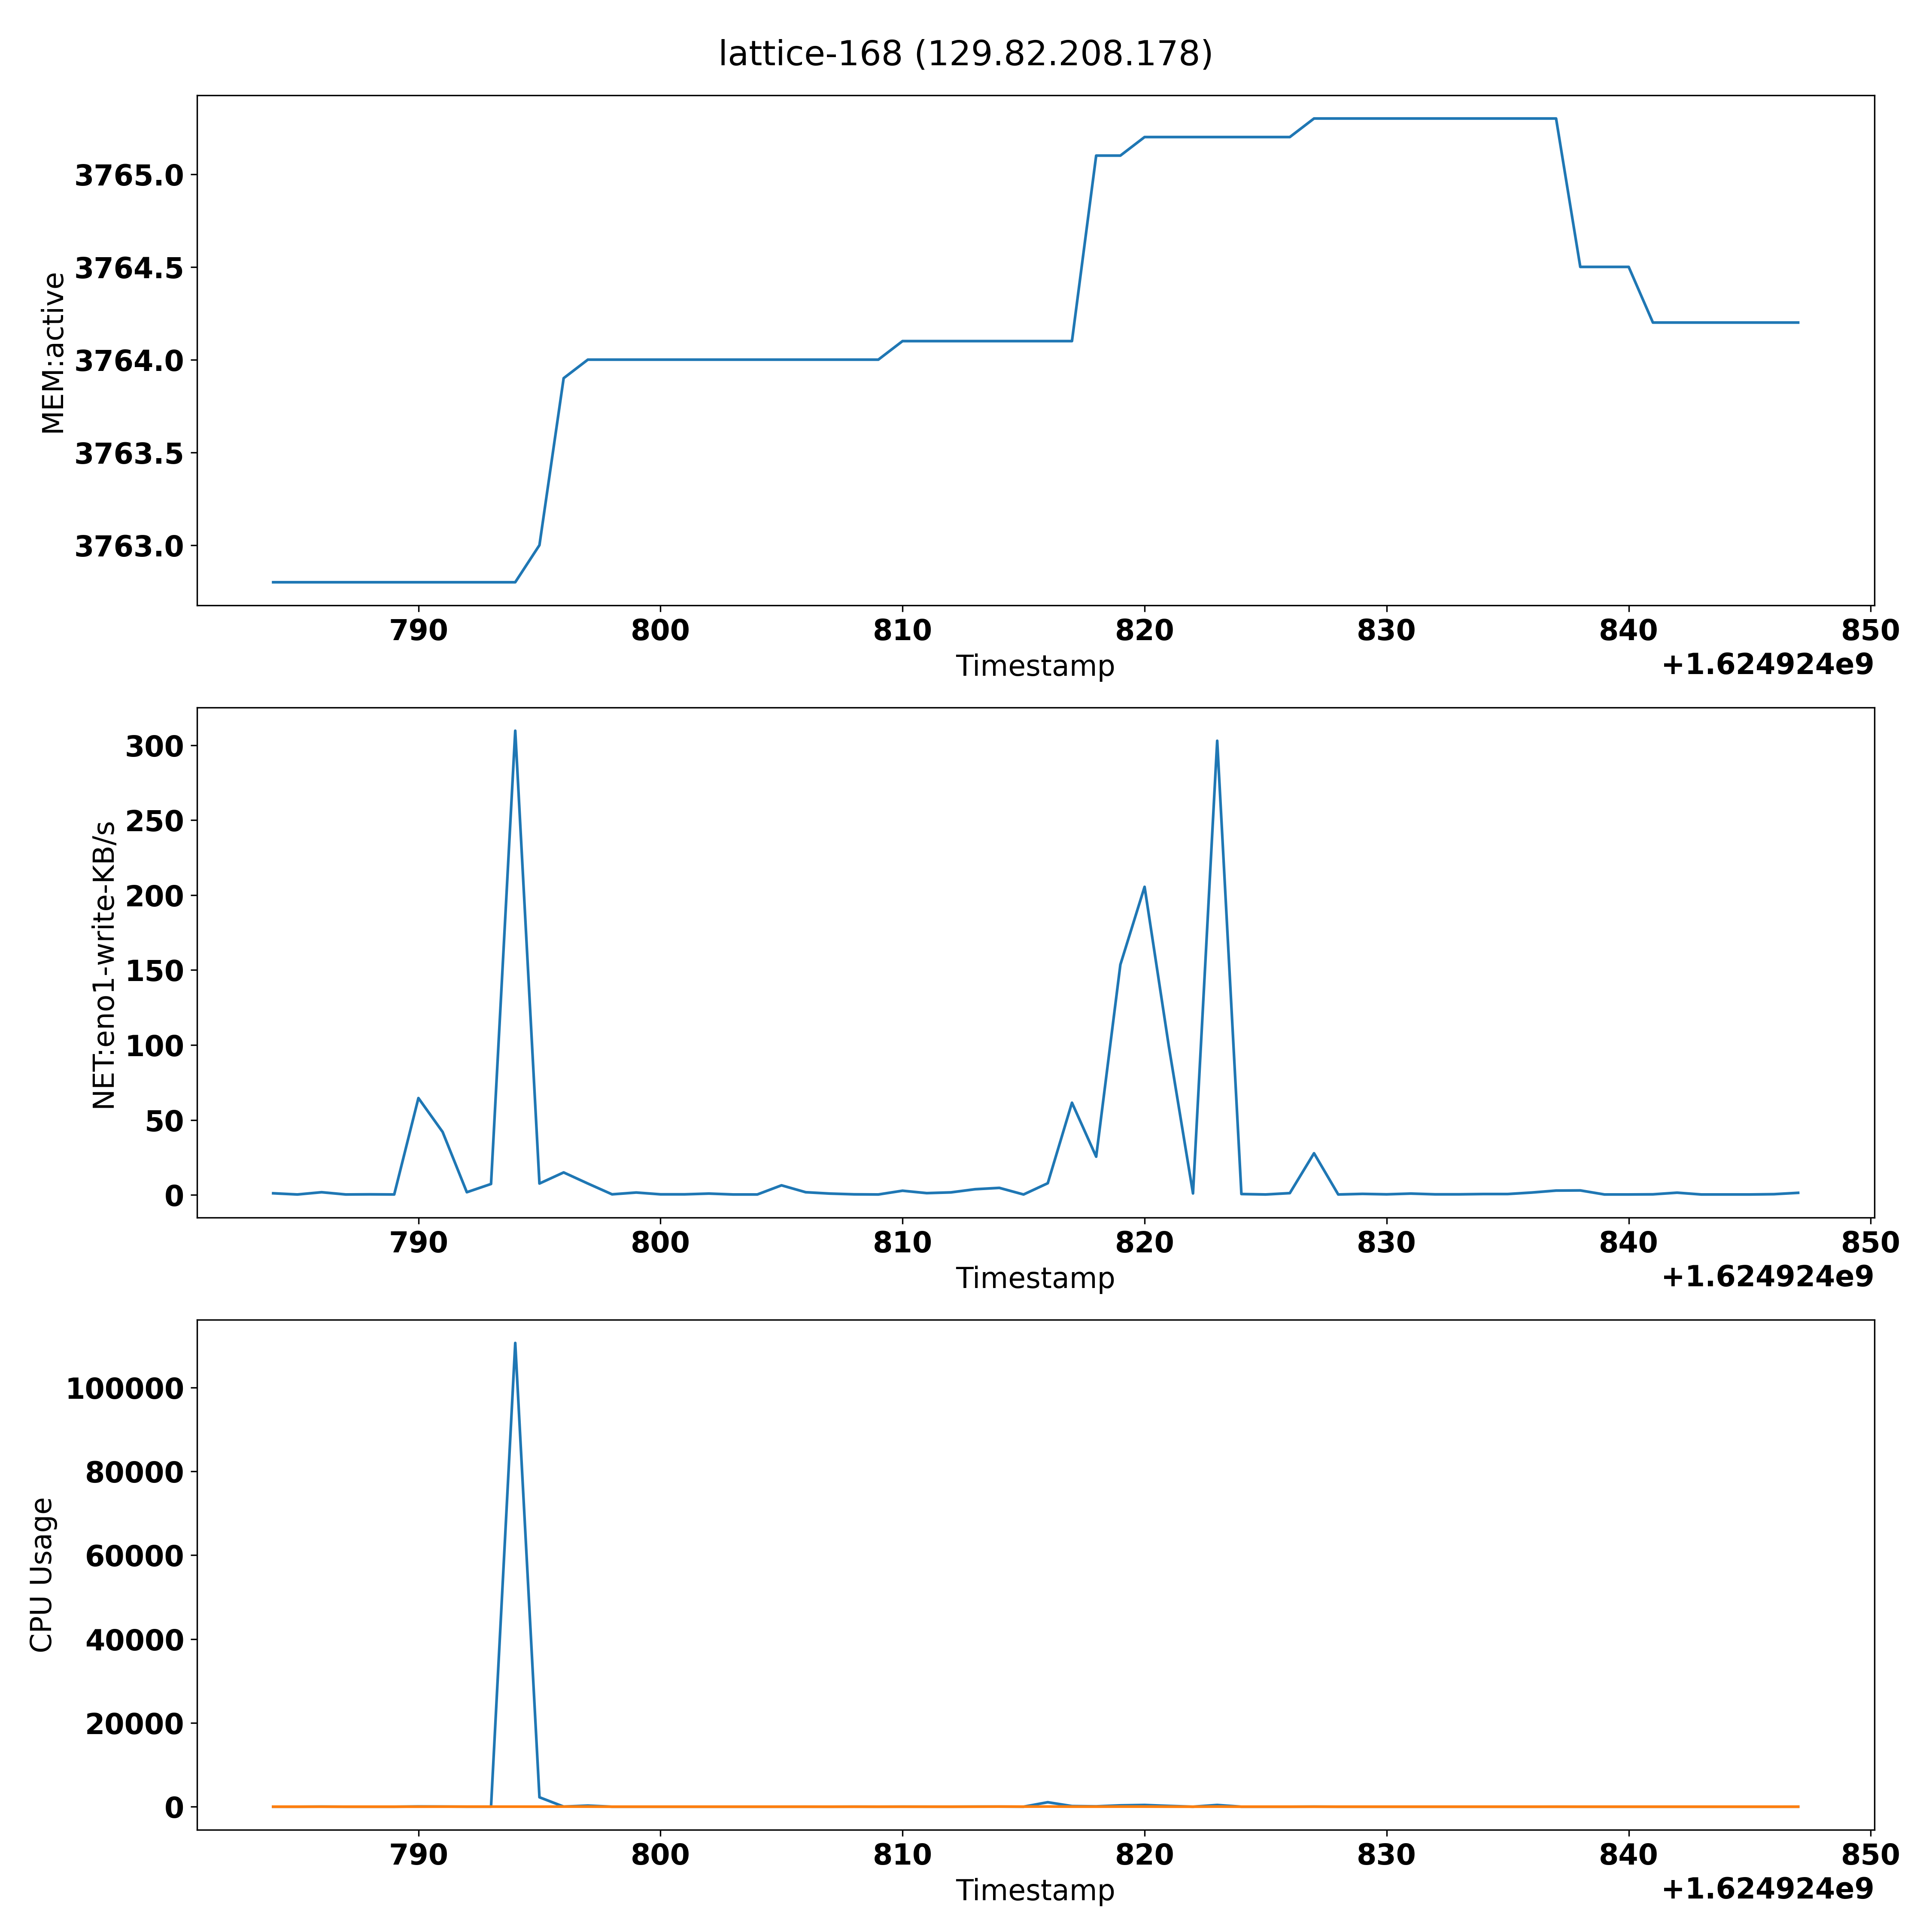 lattice-168 (129.82.208.178)
MEM:active
3765.0
3764.5
3764.0
3763.5
3763.0
790 800 810 820 830 840 850
Timestamp
+1.624924e9
NET:eno1-write-KB/s
300
250
200
150
100
50
0
790 800 810 820 830 840 850
Timestamp
+1.624924e9
CPU Usage
100000
80000
60000
40000
20000
0
790 800 810 820 830 840 850
Timestamp
+1.624924e9